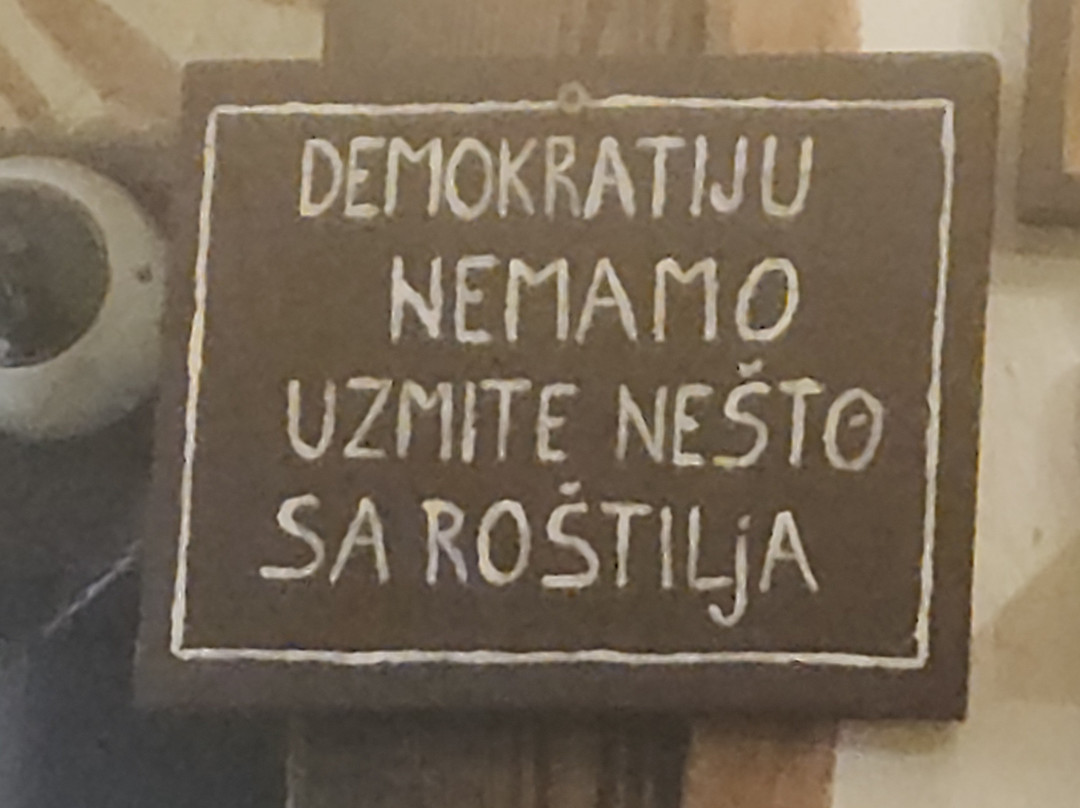 DEMOKRATIJU
NEMAMO
UZMITE NEŠTO
SA ROŠTILjA